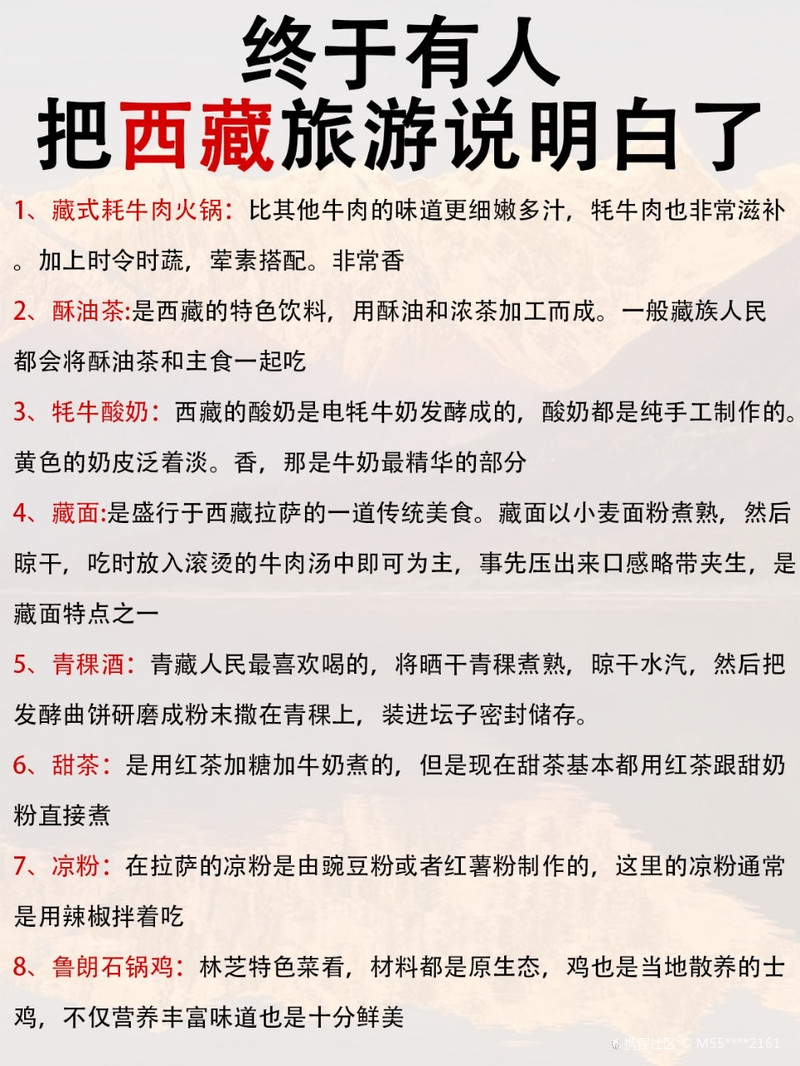 终于有人
把西藏旅游说明白了
1、藏式耗牛肉火锅：比其他牛肉的味道更细嫩多汁，牦牛肉也非常滋补
。加上时令时蔬，荤素搭配。非常香
2、酥油茶:是西藏的特色饮料，用酥油和浓茶加工而成。一般藏族人民
都会将酥油茶和主食一起吃
3、牦牛酸奶：西藏的酸奶是电牦牛奶发酵成的，酸奶都是纯手工制作的。
黄色的奶皮泛着淡。香，那是牛奶最精华的部分
4、藏面:是盛行于西藏拉萨的一道传统美食。藏面以小麦面粉煮熟，然后
晾干，吃时放入滚烫的牛肉汤中即可为主，事先压出来口感略带夹生，是
藏面特点之一
5、青稞酒：青藏人民最喜欢喝的，将晒干青稞煮熟，晾干水汽，然后把
发酵曲饼研磨成粉末撒在青稞上，装进坛子密封储存。
6、甜茶：是用红茶加糖加牛奶煮的，但是现在甜茶基本都用红茶跟甜奶
粉直接煮
7、凉粉：在拉萨的凉粉是由豌豆粉或者红薯粉制作的，这里的凉粉通常
是用辣椒拌着吃
8、鲁朗石锅鸡：林芝特色菜看，材料都是原生态，鸡也是当地散养的士
鸡，不仅营养丰富味道也是十分鲜美
携程社区 © M55****2161